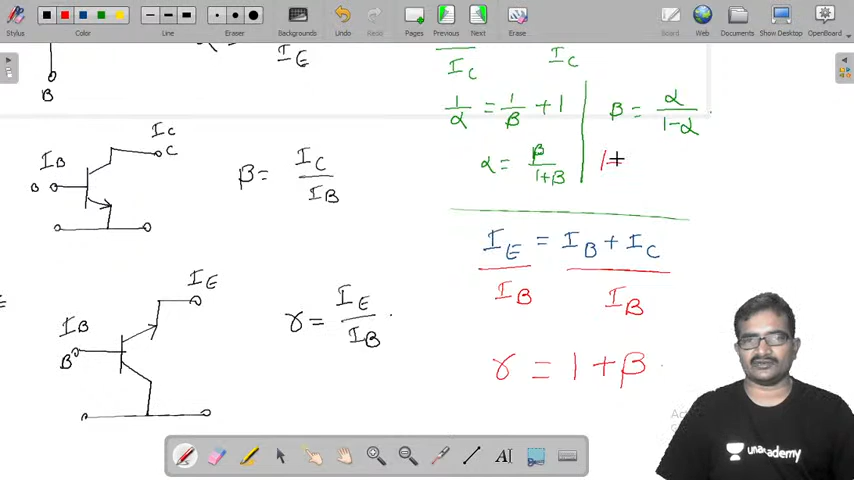 Stylus Color Line Eraser Backgrounds Undo Redo Pages Previous Next Erase Board Web Documents Show Desktop OpenBoard
I_E
I_C I_C
B
1/α = 1/β + 1
β = α/1-α
I_C
C
I_B
β = I_C/I_B
α = β/1+β
1=
I_E = I_B + I_C
I_B I_B
I_E
I_B
B
γ = I_E/I_B
γ = 1 + β
unacademy